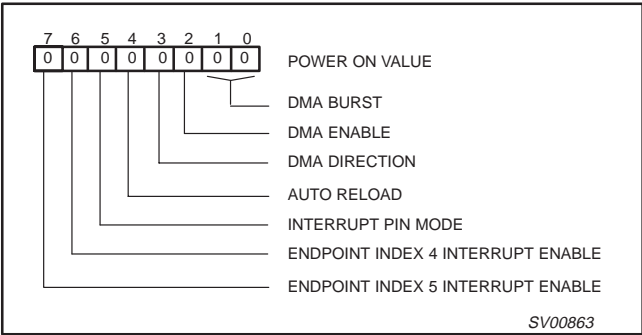 7 6 5 4 3 2 1 0
0 0 0 0 0 0 0 0 POWER ON VALUE
DMA BURST
DMA ENABLE
DMA DIRECTION
AUTO RELOAD
INTERRUPT PIN MODE
ENDPOINT INDEX 4 INTERRUPT ENABLE
ENDPOINT INDEX 5 INTERRUPT ENABLE
SV00863